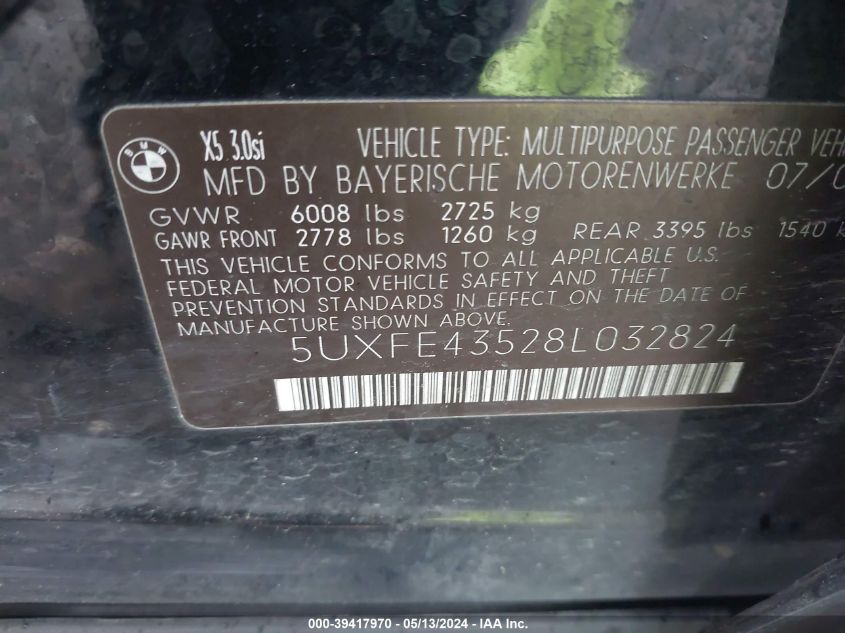 BMW
X5 3.0si VEHICLE TYPE: MULTIPURPOSE PASSENGER
MFD BY BAYERISCHE MOTORENWERKE 07/
GVWR 6008 lbs 2725 kg
GAWR FRONT 2778 lbs 1260 kg REAR 3395 lbs 1540
THIS VEHICLE CONFORMS TO ALL APPLICABLE U.S.
FEDERAL MOTOR VEHICLE SAFETY AND THEFT
PREVENTION STANDARDS IN EFFECT ON THE DATE OF
MANUFACTURE SHOWN ABOVE.
5UXFE43528L032824
000-39417970 - 05/13/2024 - IAA Inc.